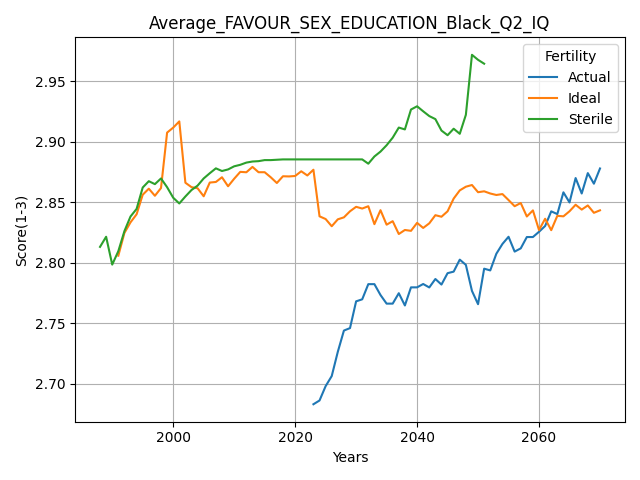 Average_FAVOUR_SEX_EDUCATION_Black_Q2_IQ
Fertility
Actual
Ideal
Sterile
Score(1-3)
2.95
2.90
2.85
2.80
2.75
2.70
2000
2020
2040
2060
Years